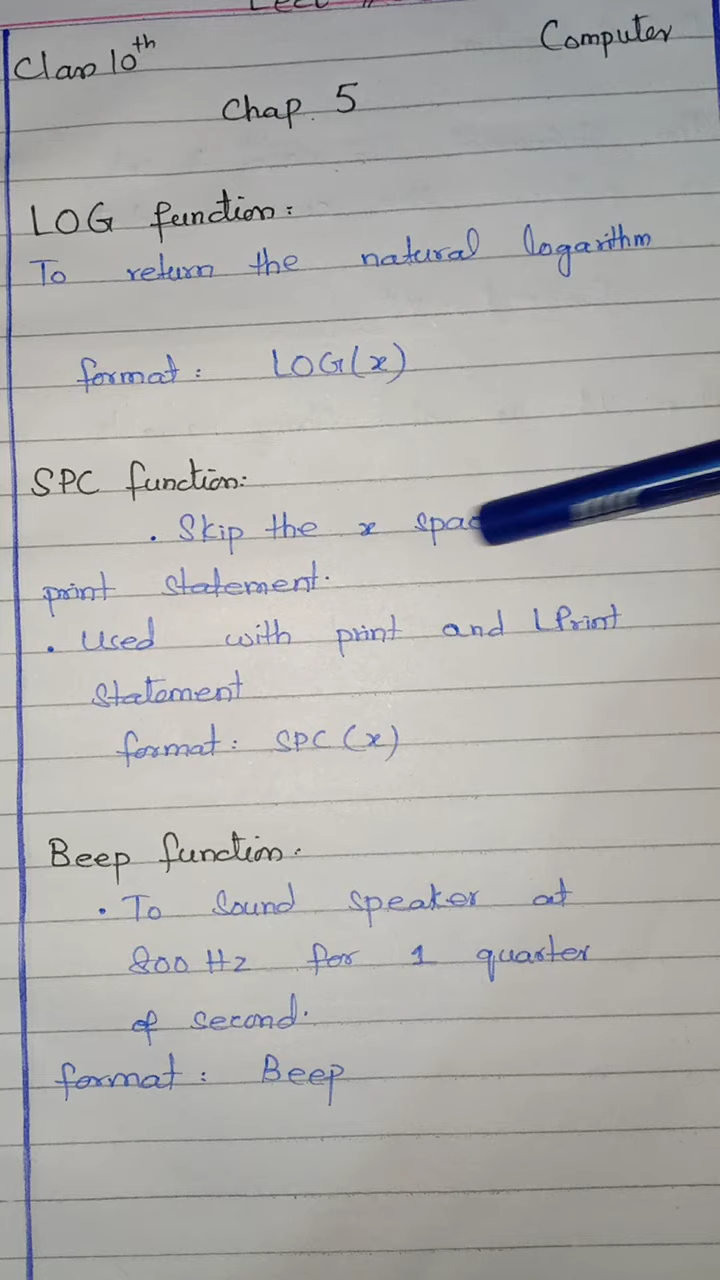 Class 10th Computer
Chap. 5
LOG function:
To return the natural logarithm
format: LOG(x)
SPC function:
. Skip the x
print statement.
. Used with print and LPrint
statement
format: SPC (x)
Beep function.
. To sound speaker at
800 Hz for 1 quarter
of second.
format: Beep